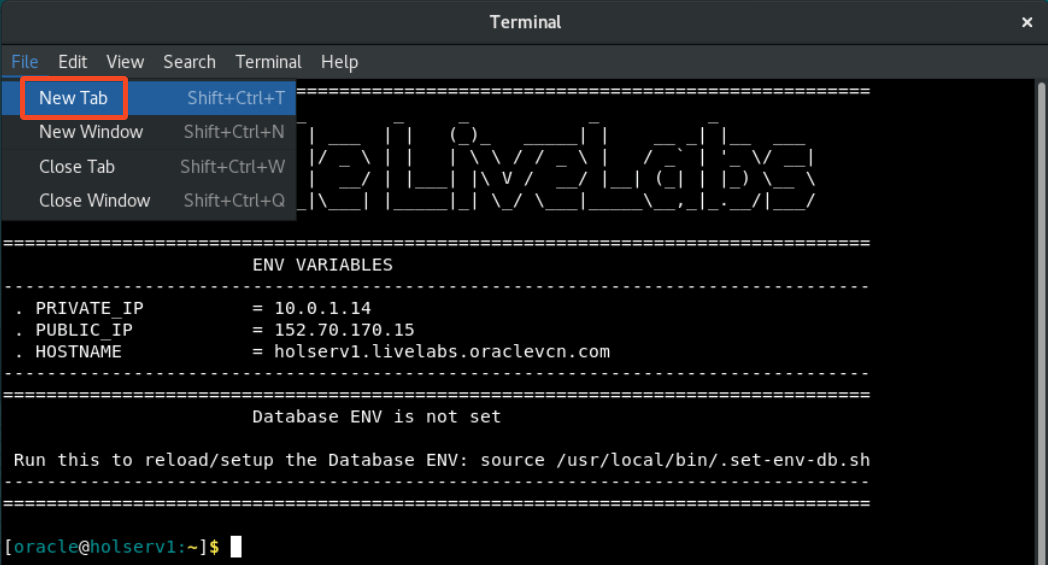 Terminal
File Edit View Search Terminal Help
New Tab Shift+Ctrl+T
New Window Shift+Ctrl+N
Close Tab Shift+Ctrl+W
Close Window Shift+Ctrl+Q
leLiveLabs
================================================================================
ENV VARIABLES
--------------------------------------------------------------------------------
. PRIVATE_IP = 10.0.1.14
. PUBLIC_IP = 152.70.170.15
. HOSTNAME = holserv1.livelabs.oraclevcn.com
--------------------------------------------------------------------------------
================================================================================
Database ENV is not set
Run this to reload/setup the Database ENV: source /usr/local/bin/.set-env-db.sh
--------------------------------------------------------------------------------
================================================================================
[oracle@holserv1:~]$